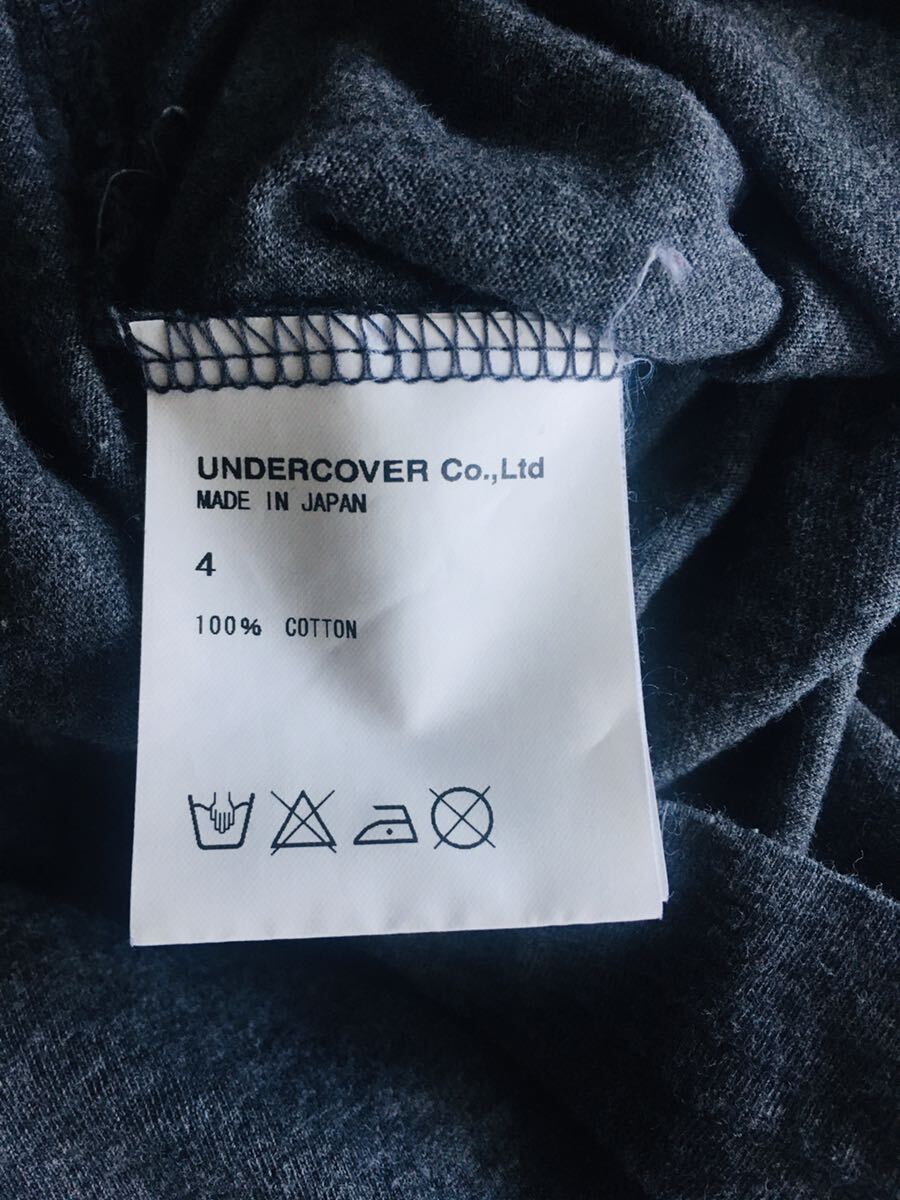 UNDERCOVER Co.,Ltd
MADE IN JAPAN
4
100% COTTON